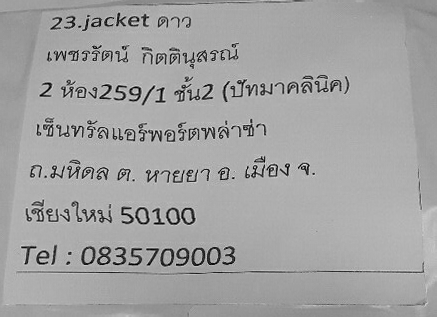 23.jacket ดาว
เพชรรัตน์ กิตตินุสรณ์
2 ห้อง259/1 ชั้น2 (ปัทมาคลินิค)
เซ็นทรัลแอร์พอร์ตพล่าซ่า
ถ.มหิดล ต. หายยา อ. เมือง จ.
เชียงใหม่ 50100
Tel : 0835709003